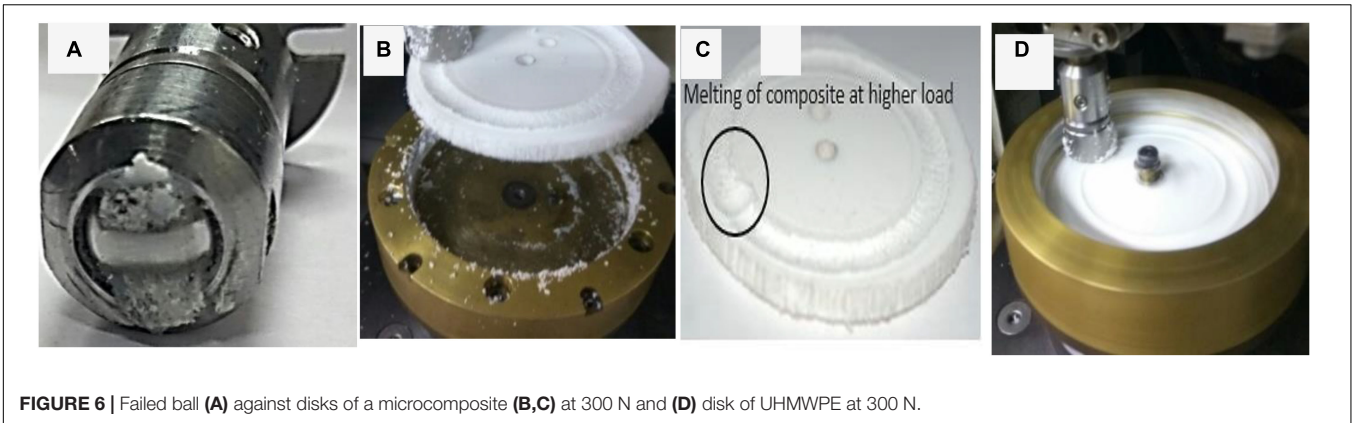 A
B
C
D
Melting of composite at higher load
FIGURE 6 | Failed ball (A) against disks of a microcomposite (B,C) at 300 N and (D) disk of UHMWPE at 300 N.